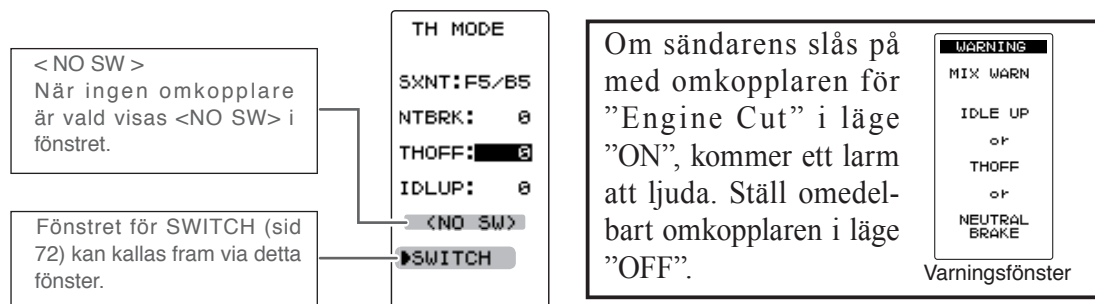 < NO SW >
När ingen omkopplare
är vald visas <NO SW> i
fönstret.
Fönstret för SWITCH (sid
72) kan kallas fram via detta
fönster.
TH MODE
SXNT:F5/B5
NTBRK: 0
THOFF: 0
IDLUP: 0
<NO SW>
▶SWITCH
Om sändarens slås på
med omkopplaren för
”Engine Cut” i läge
”ON”, kommer ett larm
att ljuda. Ställ omedel-
bart omkopplaren i läge
”OFF”.
WARNING
MIX WARN
IDLE UP
or
THOFF
or
NEUTRAL
BRAKE
Varningsfönster